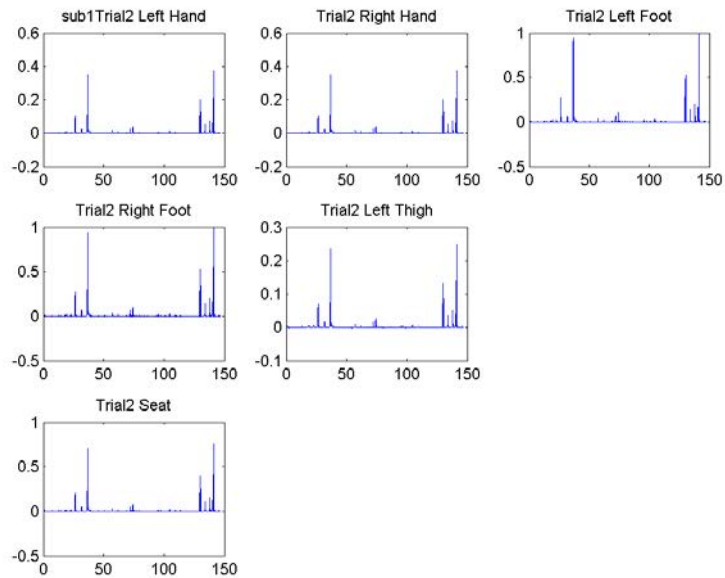 sub1Trial2 Left Hand
0.6
0.4
0.2
0
-0.2
0 50 100 150
Trial2 Right Hand
0.6
0.4
0.2
0
-0.2
0 50 100 150
Trial2 Left Foot
1
0.5
0
-0.5
0 50 100 150
Trial2 Right Foot
1
0.5
0
-0.5
0 50 100 150
Trial2 Left Thigh
0.3
0.2
0.1
0
-0.1
0 50 100 150
Trial2 Seat
1
0.5
0
-0.5
0 50 100 150